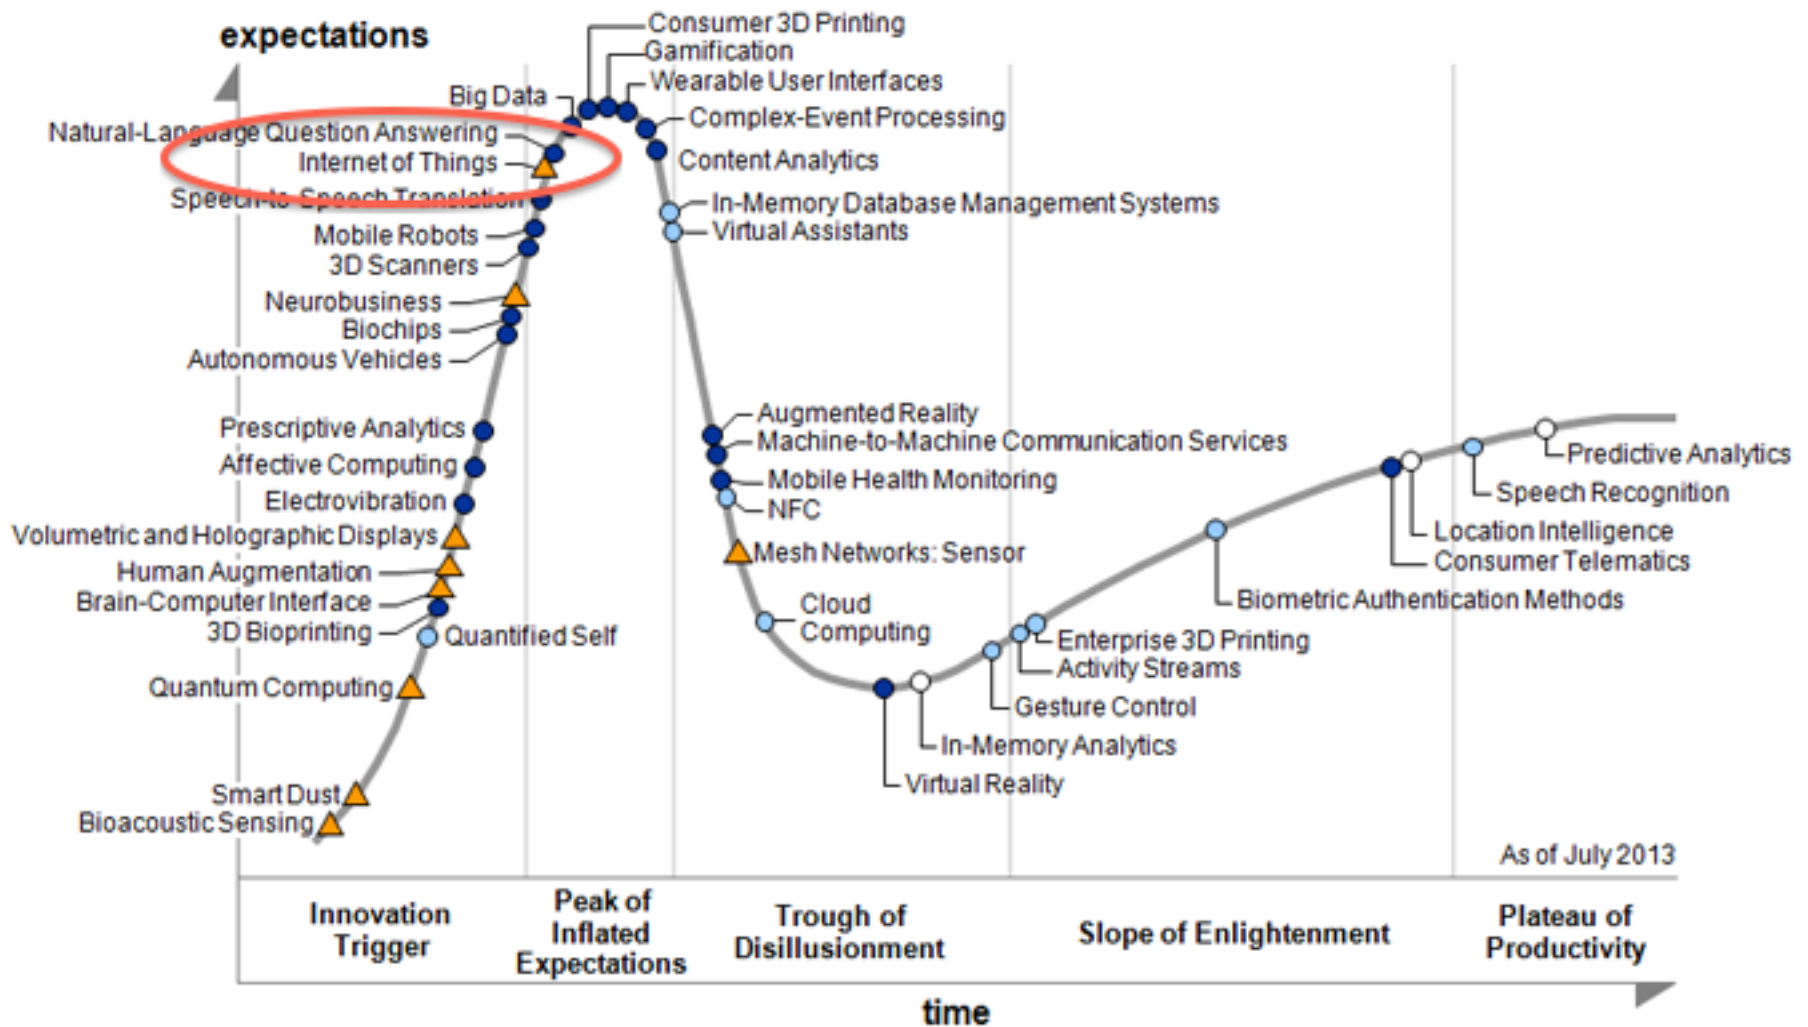 expectations
Consumer 3D Printing
Gamification
Wearable User Interfaces
Big Data
Complex-Event Processing
Natural-Language Question Answering
Content Analytics
Internet of Things
Speech-to-Speech Translation
In-Memory Database Management Systems
Virtual Assistants
Mobile Robots
3D Scanners
Neurobusiness
Biochips
Autonomous Vehicles
Augmented Reality
Prescriptive Analytics
Machine-to-Machine Communication Services
Affective Computing
Mobile Health Monitoring
Electrovibration
NFC
Volumetric and Holographic Displays
Mesh Networks: Sensor
Human Augmentation
Brain-Computer Interface
3D Bioprinting
Quantified Self
Cloud
Computing
Quantum Computing
Smart Dust
Bioacoustic Sensing
Predictive Analytics
Speech Recognition
Location Intelligence
Consumer Telematics
Biometric Authentication Methods
Enterprise 3D Printing
Activity Streams
Gesture Control
In-Memory Analytics
Virtual Reality
As of July 2013
Innovation
Trigger
Peak of
Inflated
Expectations
Trough of
Disillusionment
Slope of Enlightenment
Plateau of
Productivity
time